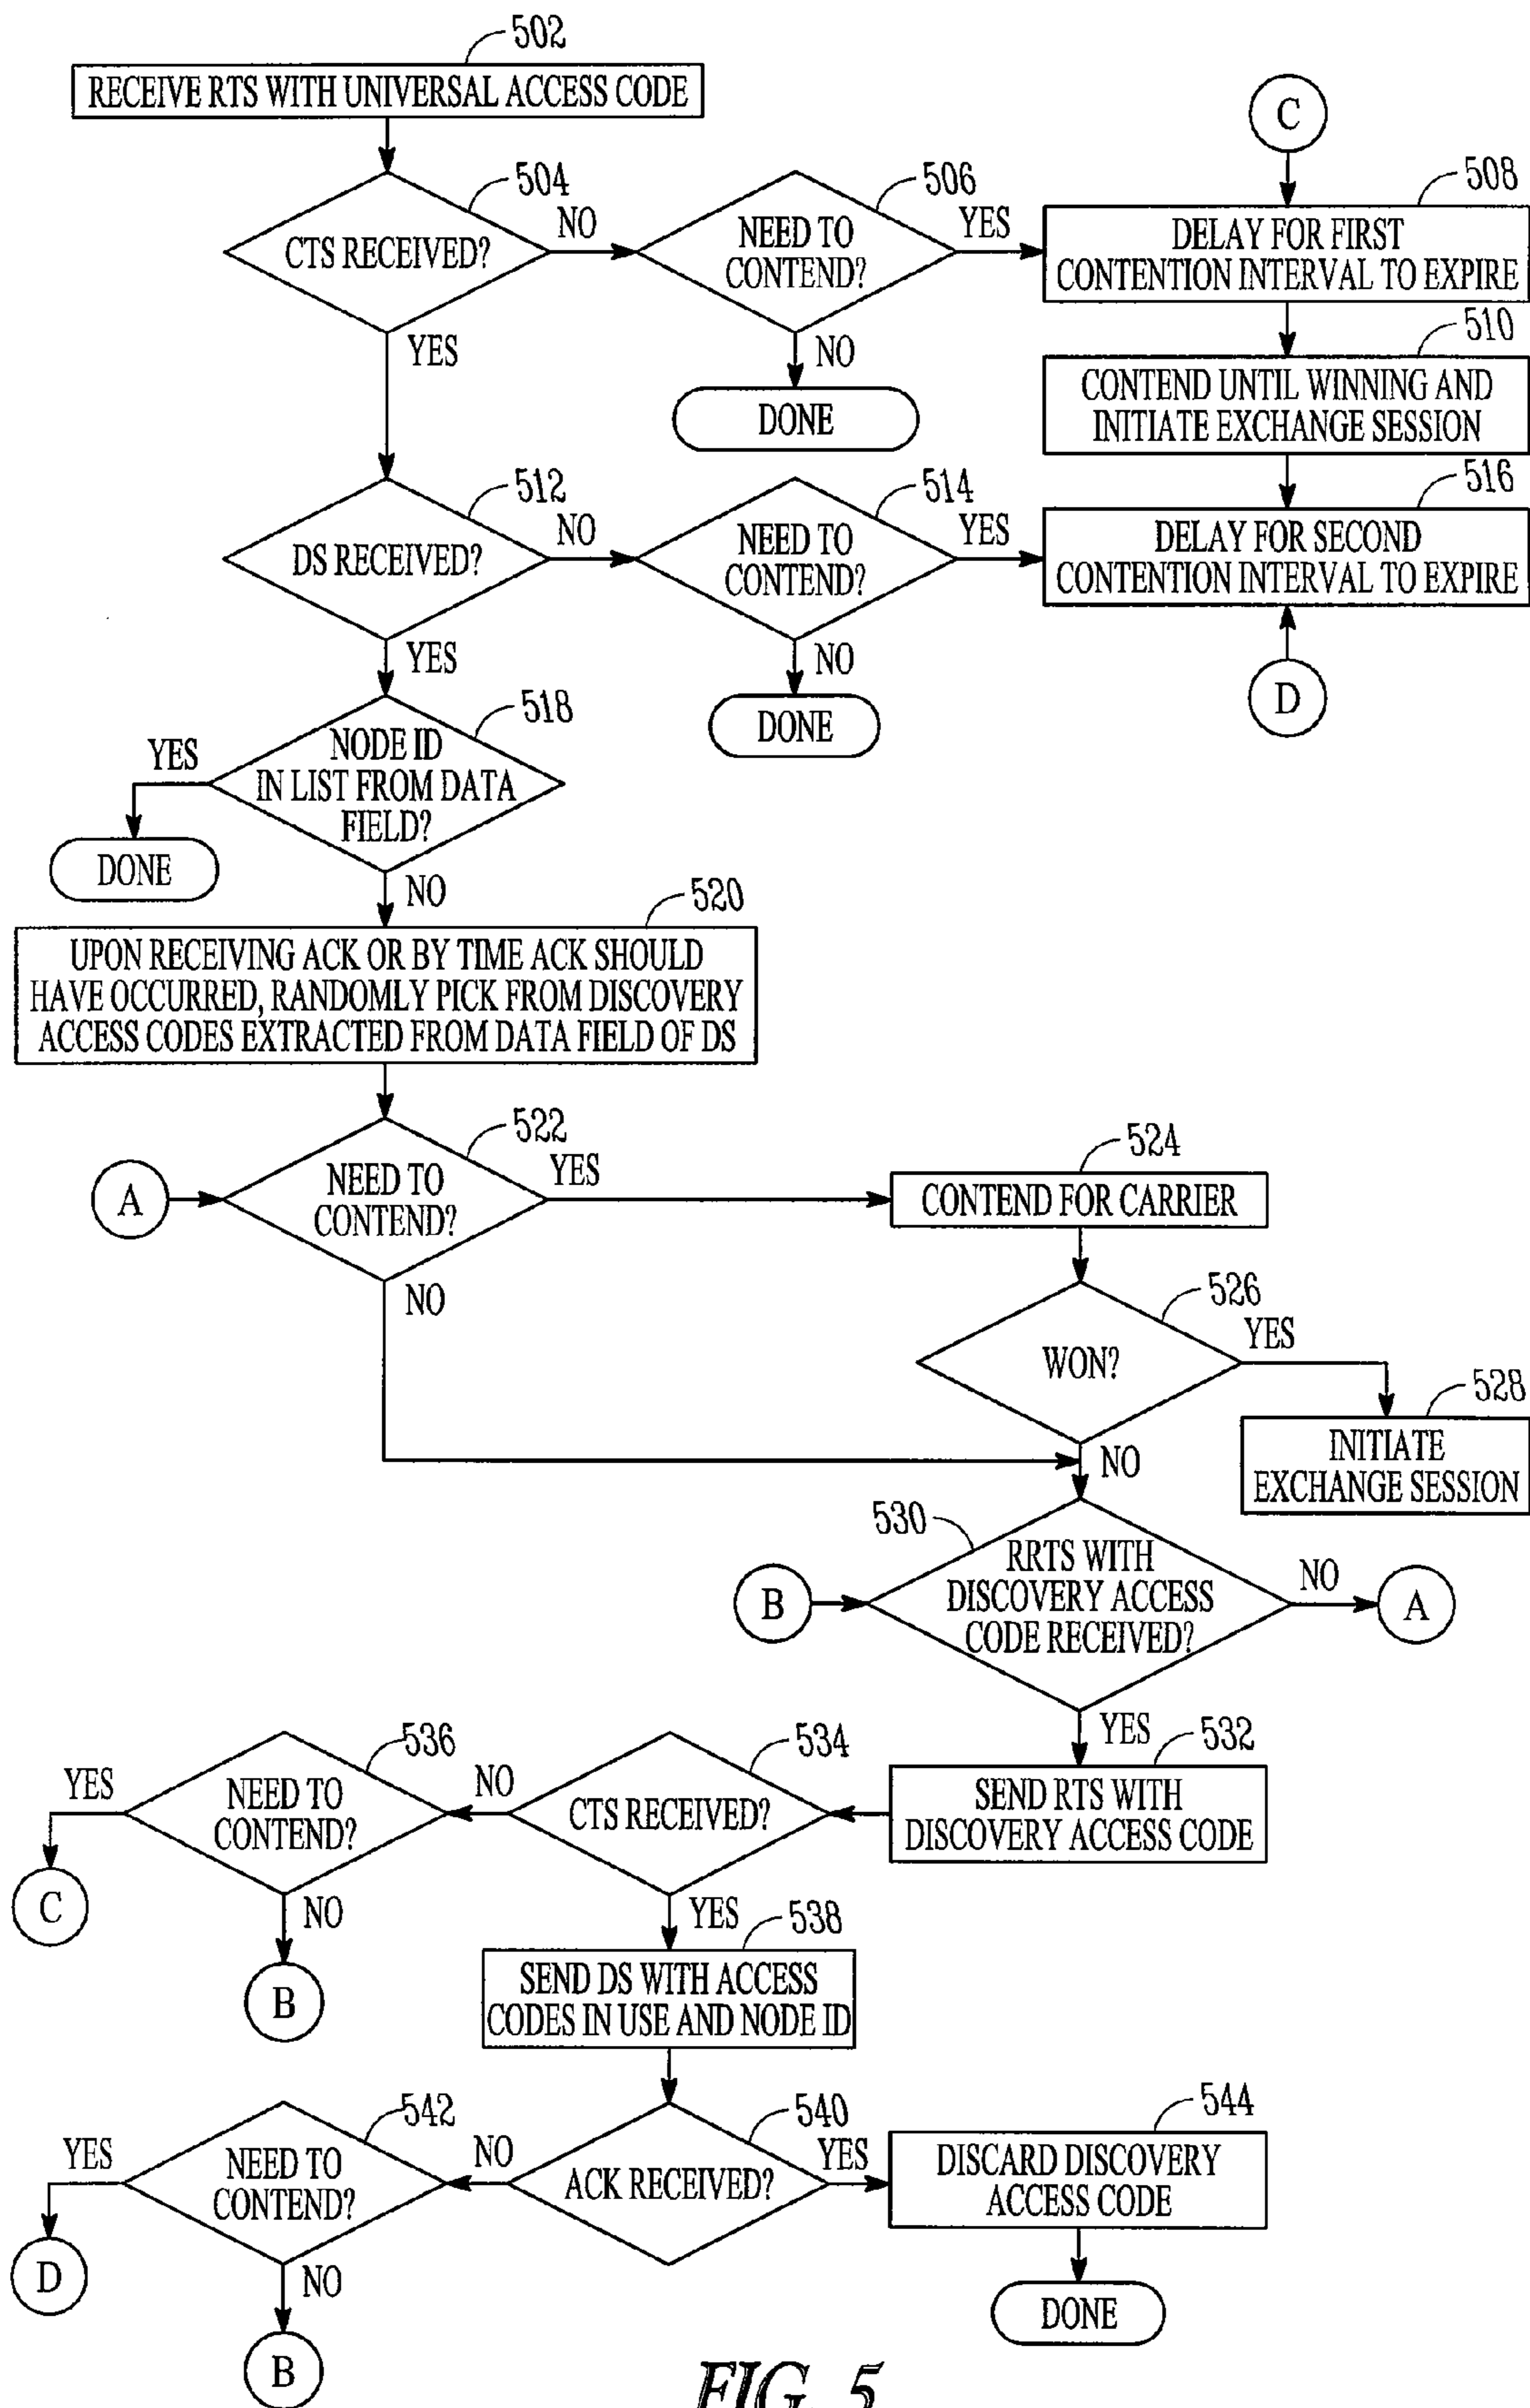 502
RECEIVE RTS WITH UNIVERSAL ACCESS CODE
C
504
CTS RECEIVED?
NO
YES
506
NEED TO
CONTEND?
YES
NO
DONE
508
DELAY FOR FIRST
CONTENTION INTERVAL TO EXPIRE
510
CONTEND UNTIL WINNING AND
INITIATE EXCHANGE SESSION
512
DS RECEIVED?
NO
YES
514
NEED TO
CONTEND?
YES
NO
DONE
516
DELAY FOR SECOND
CONTENTION INTERVAL TO EXPIRE
D
518
NODE ID
IN LIST FROM DATA
FIELD?
YES
DONE
NO
520
UPON RECEIVING ACK OR BY TIME ACK SHOULD
HAVE OCCURRED, RANDOMLY PICK FROM DISCOVERY
ACCESS CODES EXTRACTED FROM DATA FIELD OF DS
A
522
NEED TO
CONTEND?
YES
NO
524
CONTEND FOR CARRIER
526
WON?
YES
NO
528
INITIATE
EXCHANGE SESSION
B
530
RRTS WITH
DISCOVERY ACCESS
CODE RECEIVED?
NO
A
YES
532
SEND RTS WITH
DISCOVERY ACCESS CODE
534
CTS RECEIVED?
NO
YES
536
NEED TO
CONTEND?
YES
C
NO
B
538
SEND DS WITH ACCESS
CODES IN USE AND NODE ID
540
ACK RECEIVED?
NO
YES
542
NEED TO
CONTEND?
YES
D
NO
B
544
DISCARD DISCOVERY
ACCESS CODE
DONE
FIG. 5